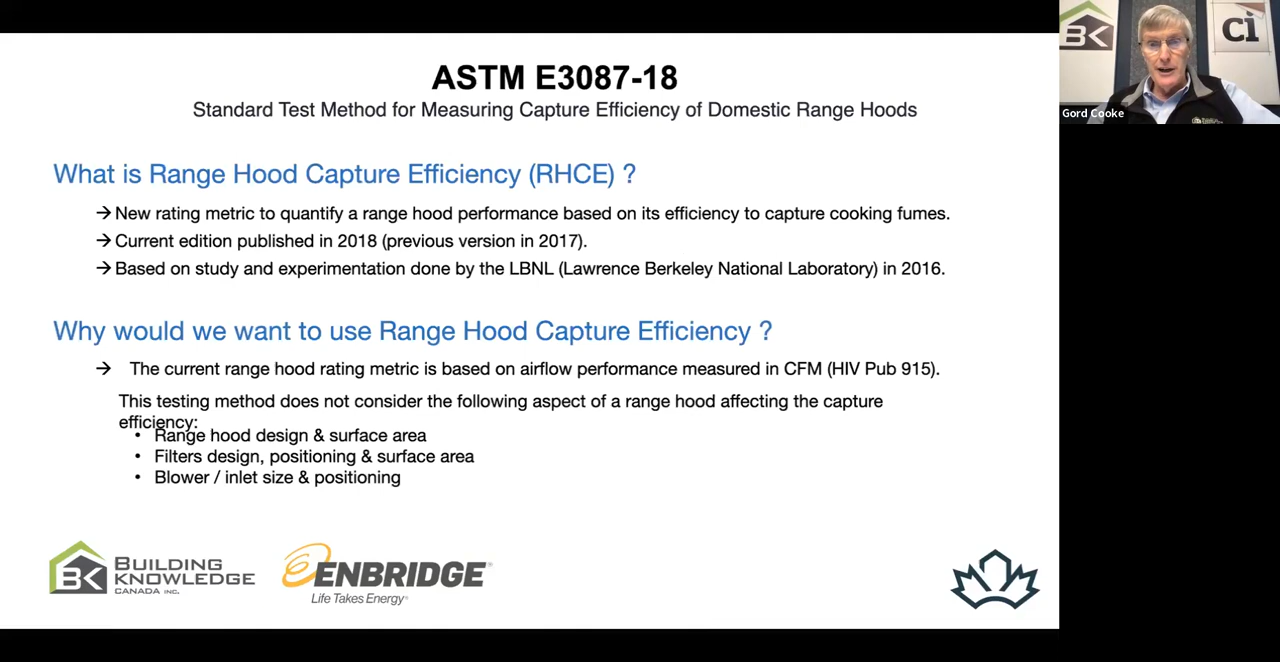 ASTM E3087-18
Standard Test Method for Measuring Capture Efficiency of Domestic Range Hoods
What is Range Hood Capture Efficiency (RHCE) ?
→ New rating metric to quantify a range hood performance based on its efficiency to capture cooking fumes.
→ Current edition published in 2018 (previous version in 2017).
→ Based on study and experimentation done by the LBNL (Lawrence Berkeley National Laboratory) in 2016.
Why would we want to use Range Hood Capture Efficiency ?
→ The current range hood rating metric is based on airflow performance measured in CFM (HIV Pub 915).
This testing method does not consider the following aspect of a range hood affecting the capture
efficiency:
• Range hood design & surface area
• Filters design, positioning & surface area
• Blower / inlet size & positioning
BK BUILDING
KNOWLEDGE
CANADA INC.
ENBRIDGE®
Life Takes Energy®
BK
ci
Gord Cooke